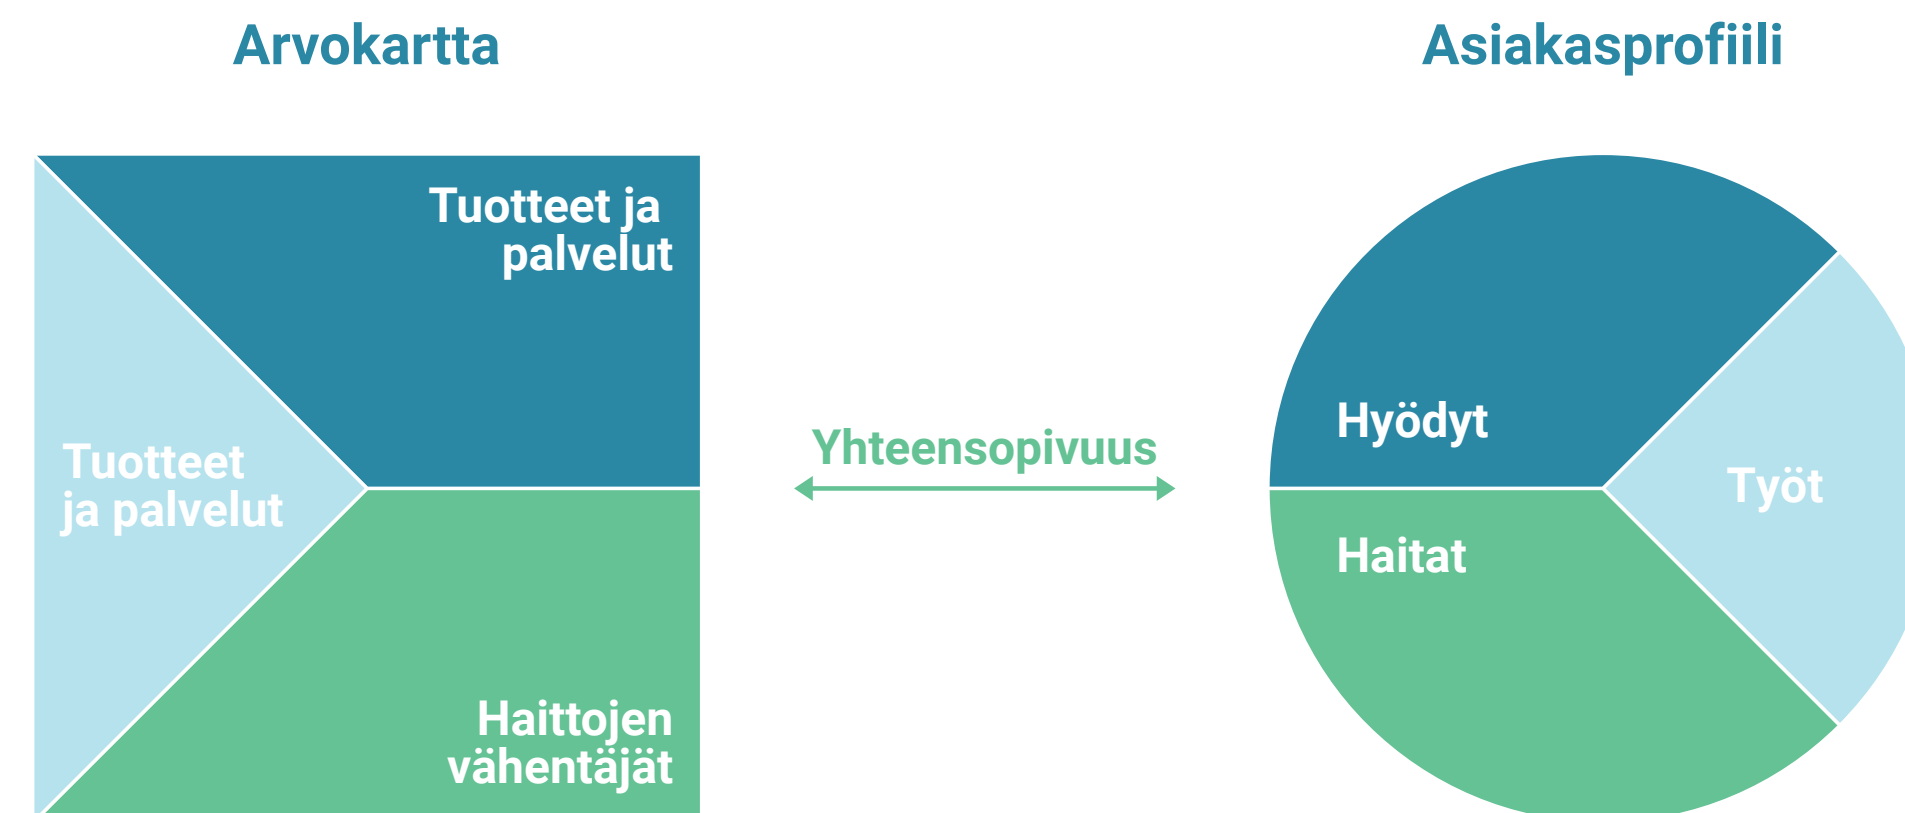 Arvokartta
Asiakasprofiili
Tuotteet ja
palvelut
Tuotteet
ja palvelut
Haittojen
vähentäjät
Yhteensopivuus
Hyödyt
Työt
Haitat